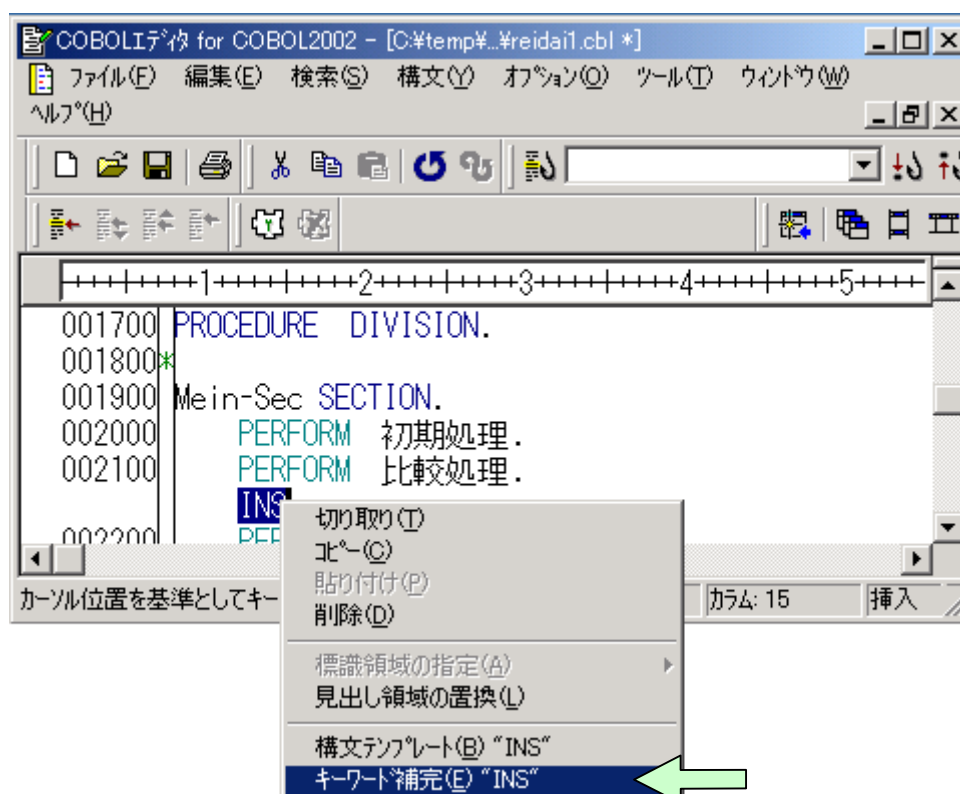 COBOLエディタ for COBOL2002 - [C:¥temp¥...¥reidai1.cbl *]
ファイル(F) 編集(E) 検索(S) 構文(Y) オプション(O) ツール(T) ウィンドウ(W)
ヘルプ(H)
1 2 3 4 5
001700 PROCEDURE DIVISION.
001800*
001900 Mein-Sec SECTION.
002000 PERFORM 初期処理.
002100 PERFORM 比較処理.
INS
002200
切り取り(T)
コピー(C)
貼り付け(P)
削除(D)
標識領域の指定(A)
見出し領域の置換(L)
構文テンプレート(B) "INS"
キーワード補完(E) "INS"
カーソル位置を基準としてキー
カラム: 15 挿入